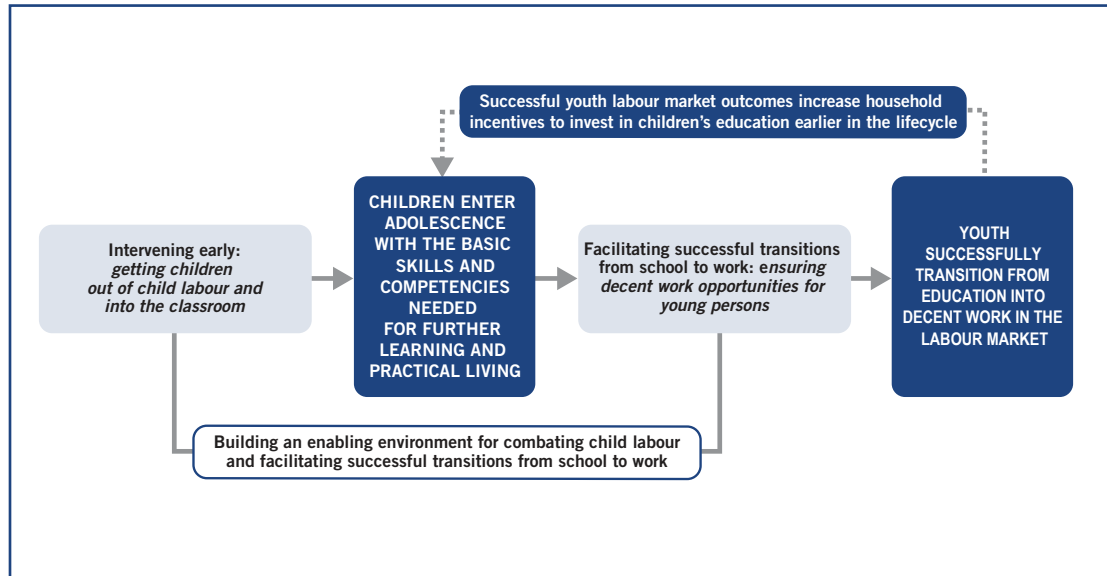 Successful youth labour market outcomes increase household
incentives to invest in children's education earlier in the lifecycle
Intervening early:
getting children
out of child labour and
into the classroom
CHILDREN ENTER
ADOLESCENCE
WITH THE BASIC
SKILLS AND
COMPETENCIES
NEEDED
FOR FURTHER
LEARNING AND
PRACTICAL LIVING
Facilitating successful transitions
from school to work: ensuring
decent work opportunities for
young persons
YOUTH
SUCCESSFULLY
TRANSITION FROM
EDUCATION INTO
DECENT WORK IN THE
LABOUR MARKET
Building an enabling environment for combating child labour
and facilitating successful transitions from school to work